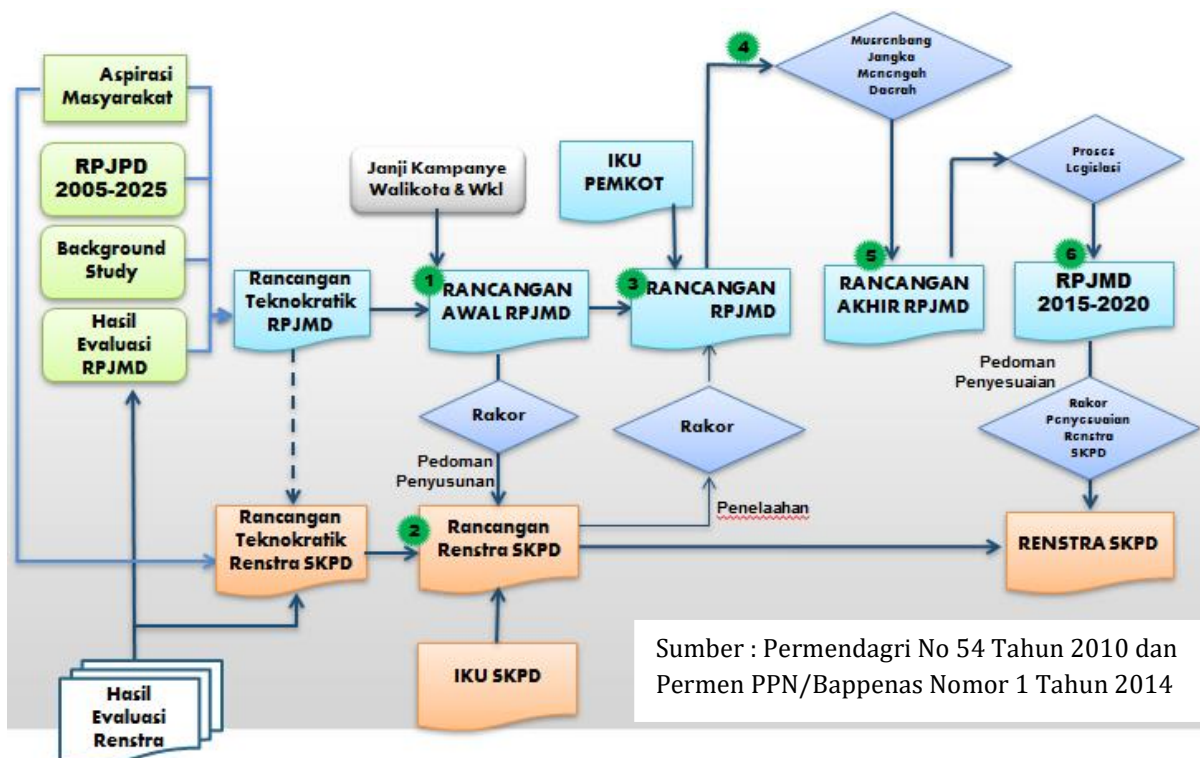 Aspirasi
Masyarakat
RPJPD
2005-2025
Background
Study
Hasil
Evaluasi
RPJMD
Rancangan
Teknokratik
RPJMD
Janji Kampanye
Walikota & Wkl
1
RANCANGAN
AWAL RPJMD
IKU
PEMKOT
3
RANCANGAN
RPJMD
4
Musrenbang
Jangka
Menengah
Daerah
5
RANCANGAN
AKHIR RPJMD
Proses
Legislasi
6
RPJMD
2015-2020
Rakor
Pedoman
Penyusunan
Rakor
Penelaahan
Pedoman
Penyesuaian
Rakor
Penyesuaian
Renstra
SKPD
Rancangan
Teknokratik
Renstra SKPD
2
Rancangan
Renstra SKPD
RENSTRA SKPD
IKU SKPD
Hasil
Evaluasi
Renstra
Sumber : Permendagri No 54 Tahun 2010 dan
Permen PPN/Bappenas Nomor 1 Tahun 2014